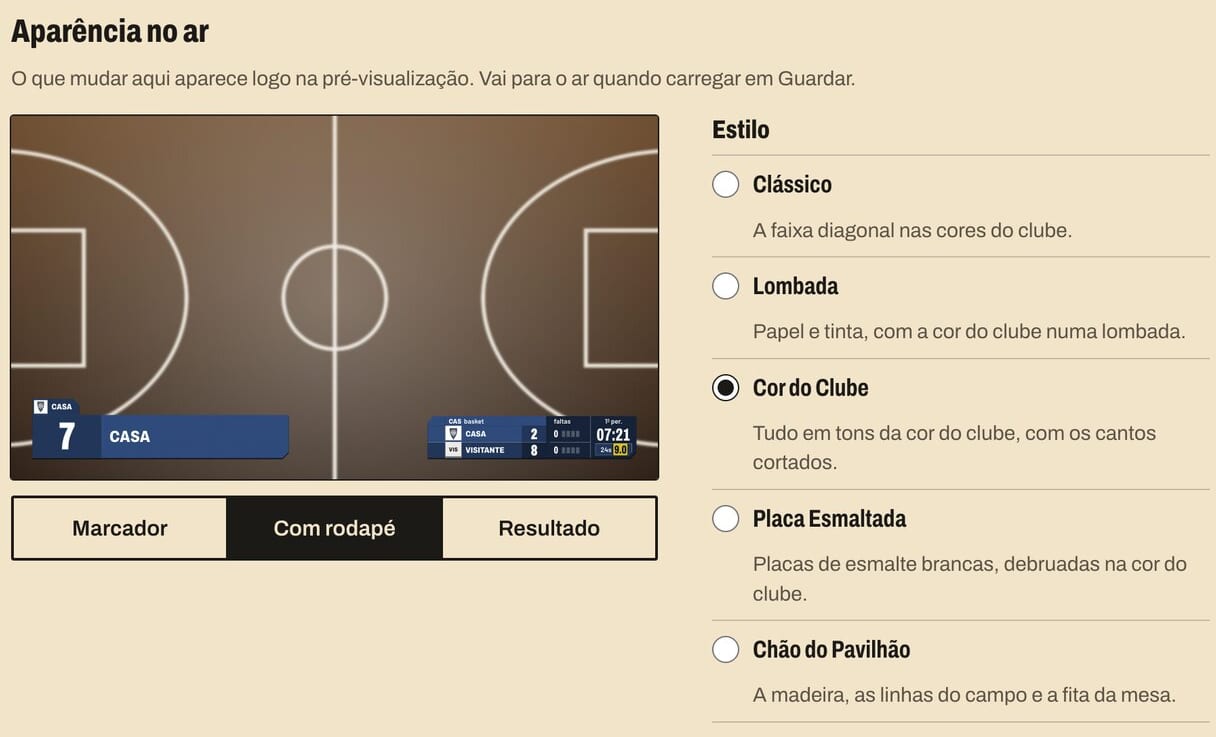 Aparência no ar
O que mudar aqui aparece logo na pré-visualização. Vai para o ar quando carregar em Guardar.
CASA
7
CASA
CAS basket
faltas
1º per.
CASA
2
0
07:21
VIS
VISITANTE
8
0
24s
9.0
Marcador
Com rodapé
Resultado
Estilo
Clássico
A faixa diagonal nas cores do clube.
Lombada
Papel e tinta, com a cor do clube numa lombada.
Cor do Clube
Tudo em tons da cor do clube, com os cantos
cortados.
Placa Esmaltada
Placas de esmalte brancas, debruadas na cor do
clube.
Chão do Pavilhão
A madeira, as linhas do campo e a fita da mesa.